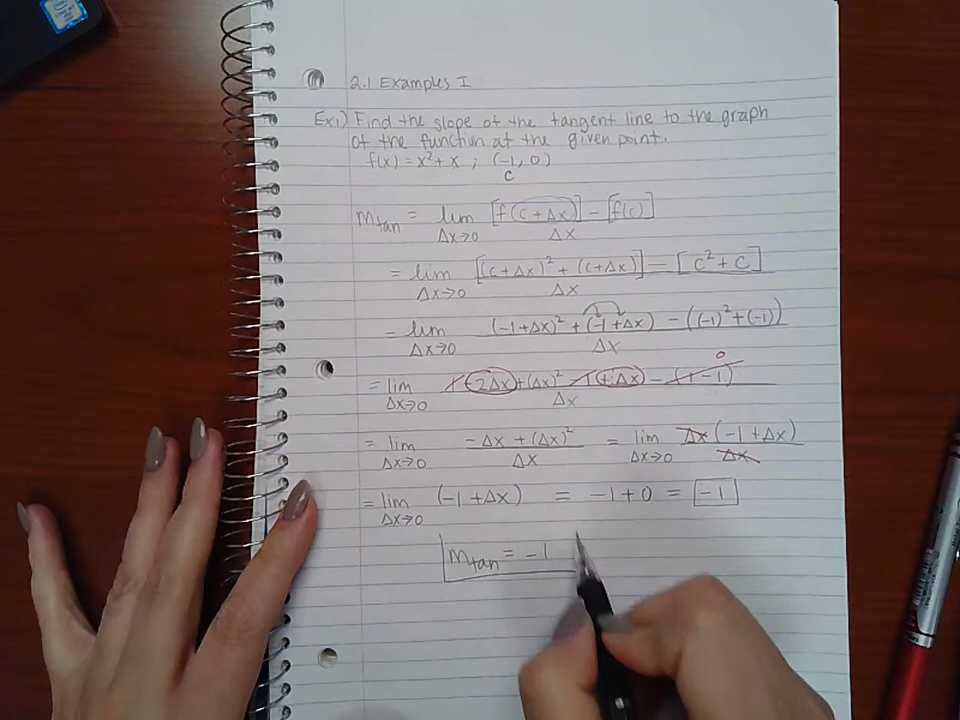 2.1 Examples I
Ex1) Find the slope of the tangent line to the graph
of the function at the given point.
f(x) = x² + x ; (-1, 0)
c
m_tan = lim Δx→0 [f(c + Δx)] - [f(c)] / Δx
= lim Δx→0 [(c+Δx)² + (c+Δx)] - [c² + c] / Δx
= lim Δx→0 (-1+Δx)² + (-1+Δx) - ((-1)² + (-1)) / Δx
= lim Δx→0 1 - 2Δx + (Δx)² - 1 + Δx - (1 - 1) 0 / Δx
= lim Δx→0 -Δx + (Δx)² / Δx = lim Δx→0 Δx(-1 + Δx) / Δx
= lim Δx→0 (-1 + Δx) = -1 + 0 = -1
m_tan = -1